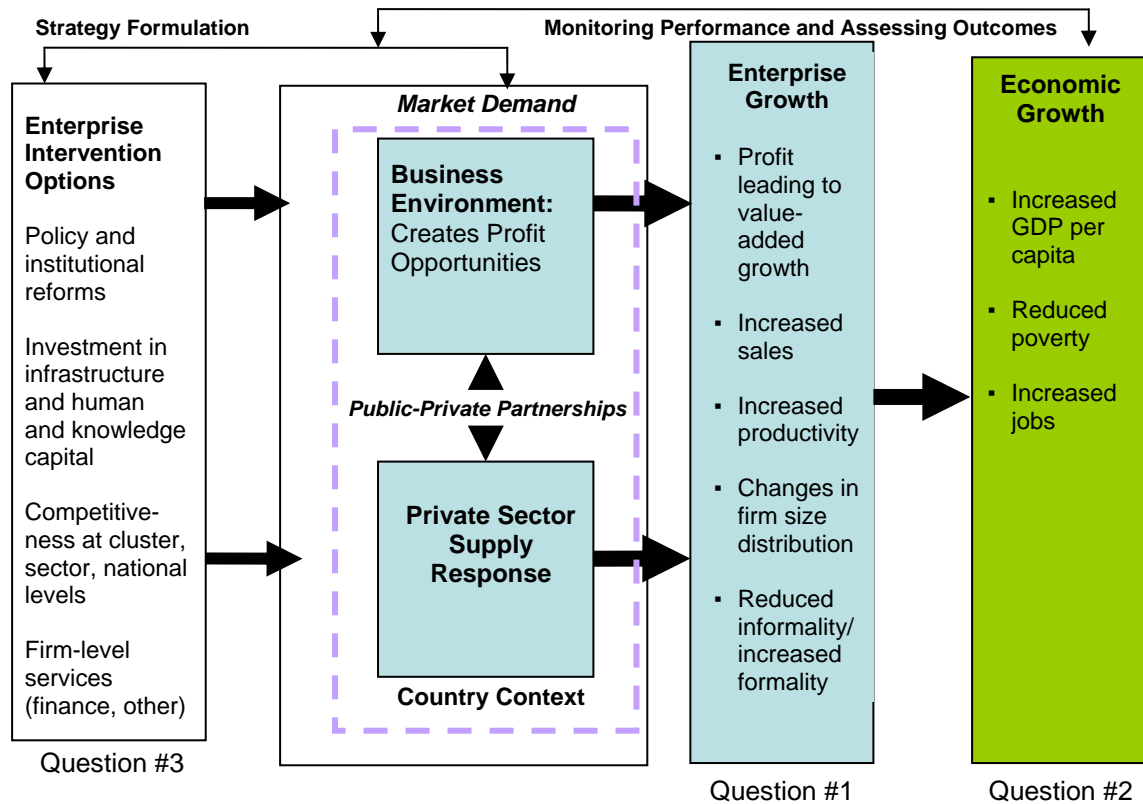 Strategy Formulation
Monitoring Performance and Assessing Outcomes
Enterprise
Intervention
Options
Policy and
institutional
reforms
Investment in
infrastructure
and human
and knowledge
capital
Competitive-
ness at cluster,
sector, national
levels
Firm-level
services
(finance, other)
Question #3
Market Demand
Business
Environment:
Creates Profit
Opportunities
Public-Private Partnerships
Private Sector
Supply
Response
Country Context
Enterprise
Growth
▪ Profit
leading to
value-
added
growth
▪ Increased
sales
▪ Increased
productivity
▪ Changes in
firm size
distribution
▪ Reduced
informality/
increased
formality
Question #1
Economic
Growth
▪ Increased
GDP per
capita
▪ Reduced
poverty
▪ Increased
jobs
Question #2